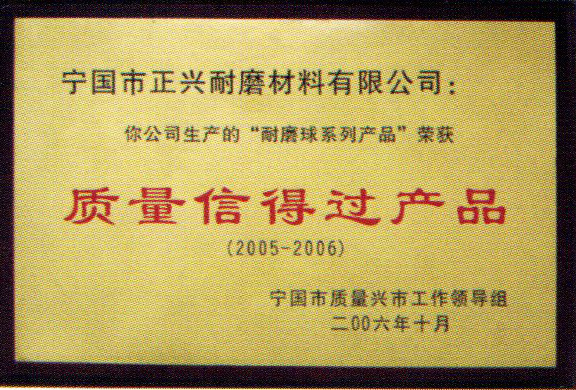 宁国市正兴耐磨材料有限公司：
你公司生产的“耐磨球系列产品”荣获
质量信得过产品
(2005-2006)
宁国市质量兴市工作领导组
二00六年十月